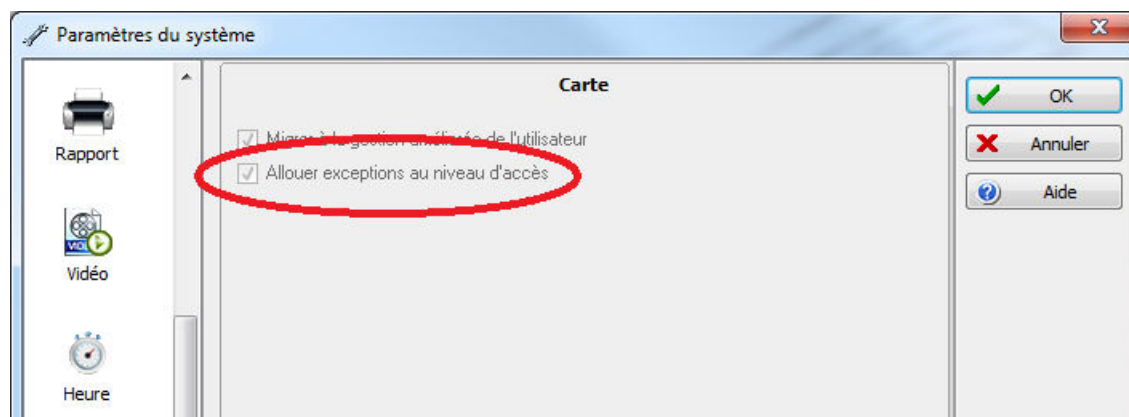 Paramètres du système
Carte
Migrer à la gestion améliorée de l'utilisateur
Allouer exceptions au niveau d'accès
Rapport
Vidéo
Heure
OK
Annuler
Aide